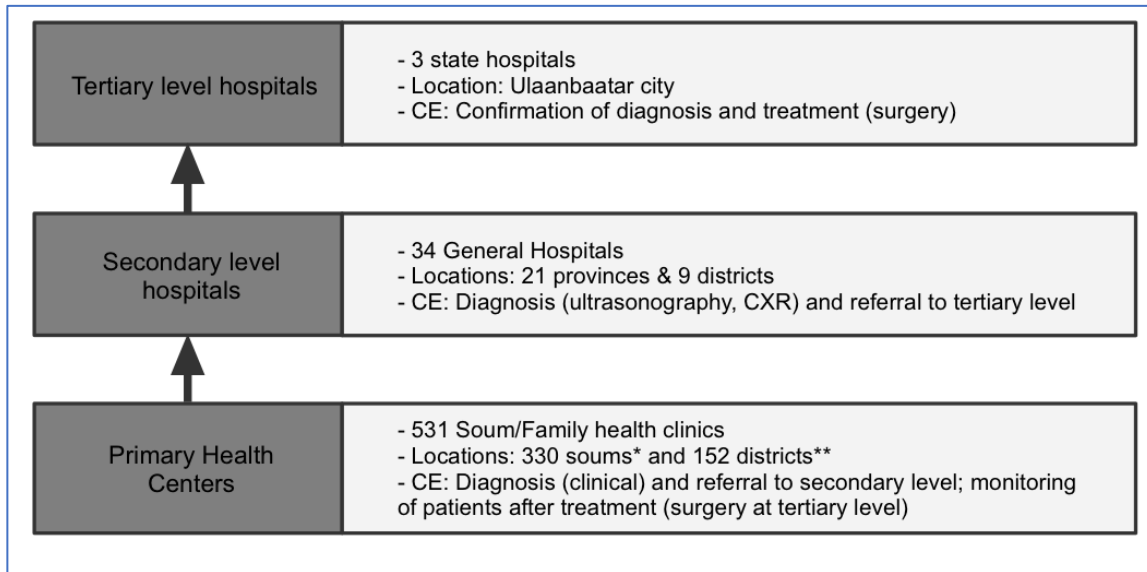 Tertiary level hospitals
- 3 state hospitals
- Location: Ulaanbaatar city
- CE: Confirmation of diagnosis and treatment (surgery)
Secondary level
hospitals
- 34 General Hospitals
- Locations: 21 provinces & 9 districts
- CE: Diagnosis (ultrasonography, CXR) and referral to tertiary level
Primary Health
Centers
- 531 Soum/Family health clinics
- Locations: 330 soums* and 152 districts**
- CE: Diagnosis (clinical) and referral to secondary level; monitoring
of patients after treatment (surgery at tertiary level)